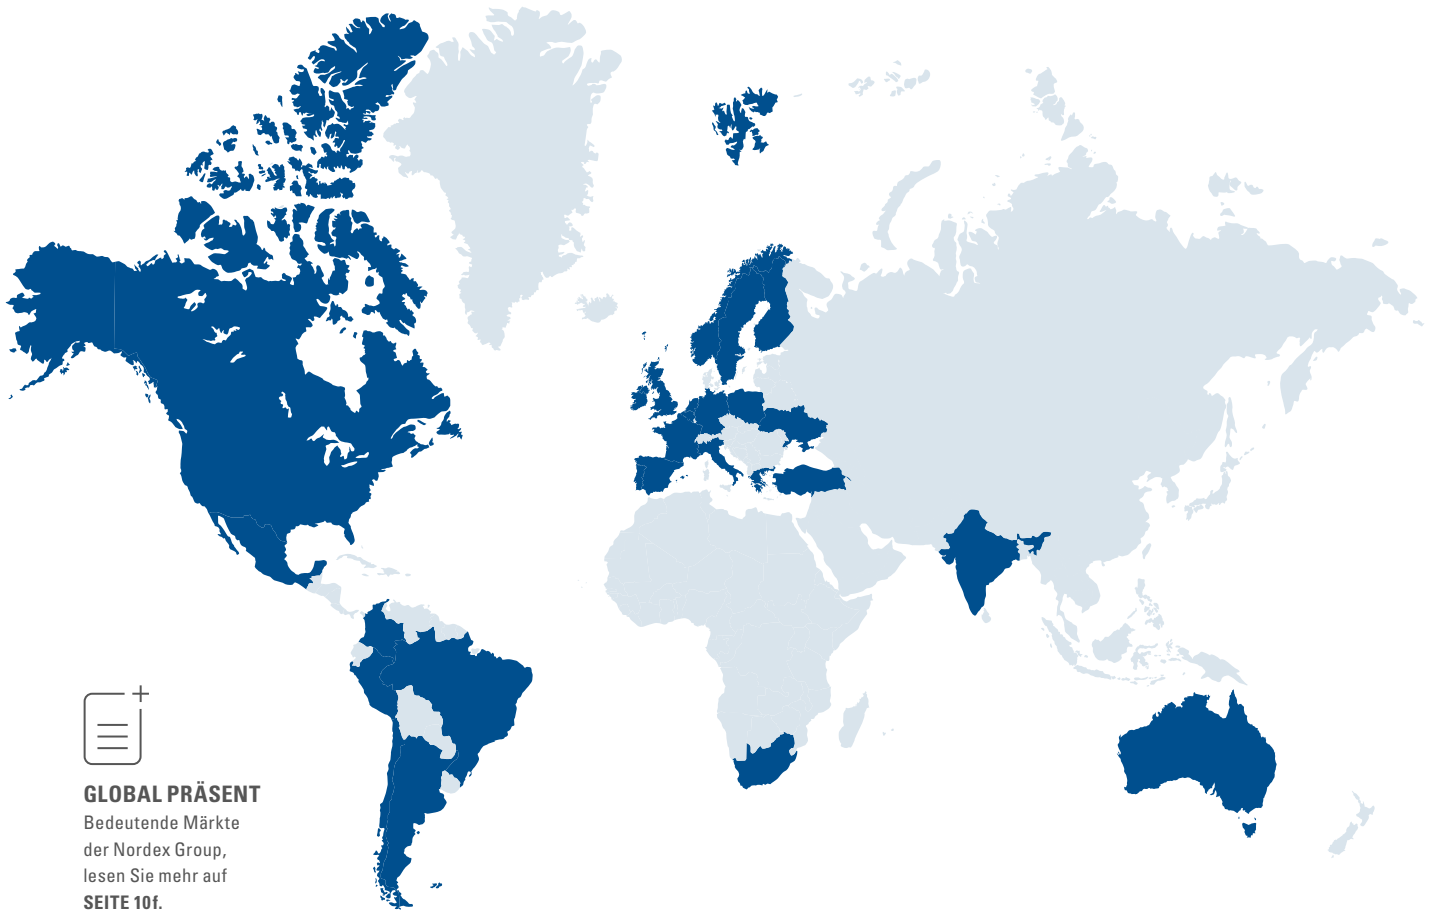 GLOBAL PRÄSENT
Bedeutende Märkte
der Nordex Group,
lesen Sie mehr auf
SEITE 10f.